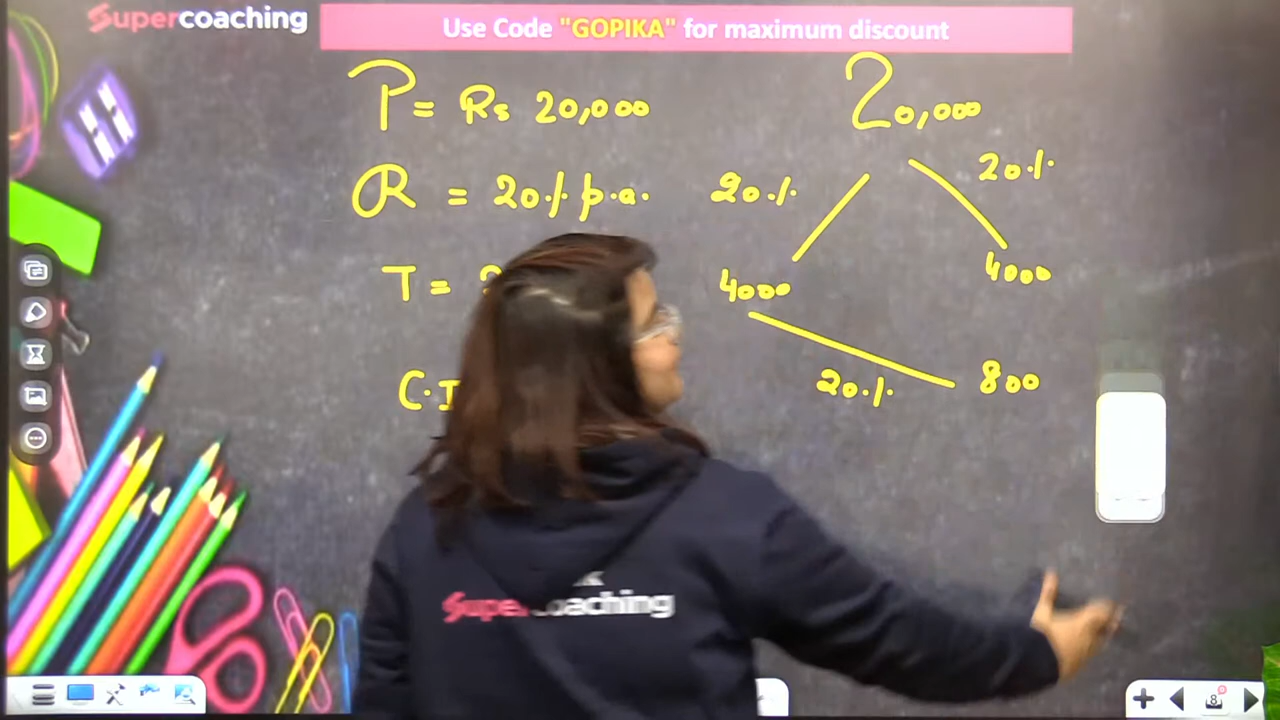 Supercoaching
Use Code "GOPIKA" for maximum discount
P = Rs 20,000
R = 20% p.a.
T =
C.I
20,000
20% 20%
4000 4000
20% 800
Supercoaching
8